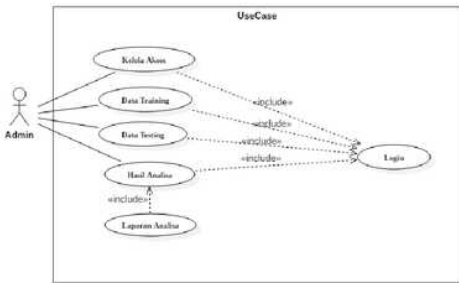 UseCase
Kelola Akun
Data Training
«include»
«include»
Data Testing
Admin
«include»
«include»
Login
Hasil Analisa
«include»
Laporan Analisa